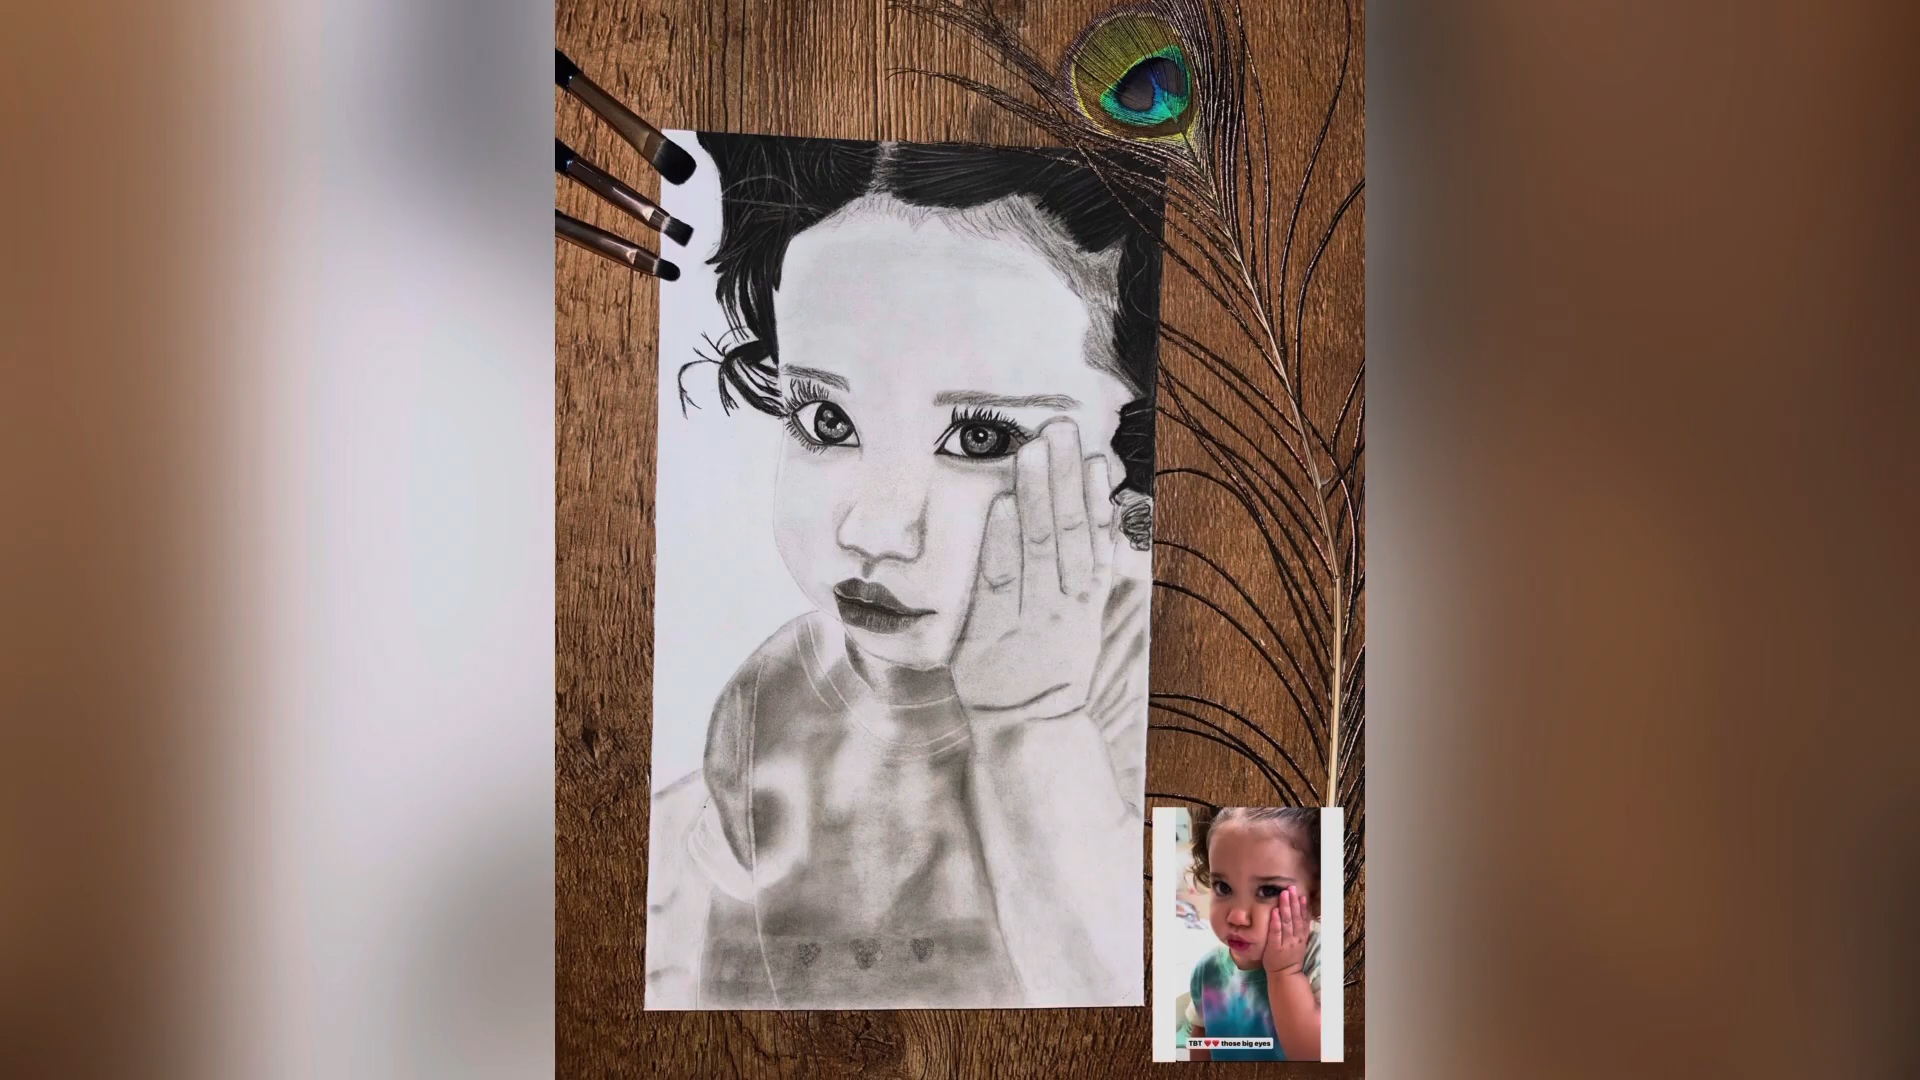 TBT ❤️❤️ those big eyes